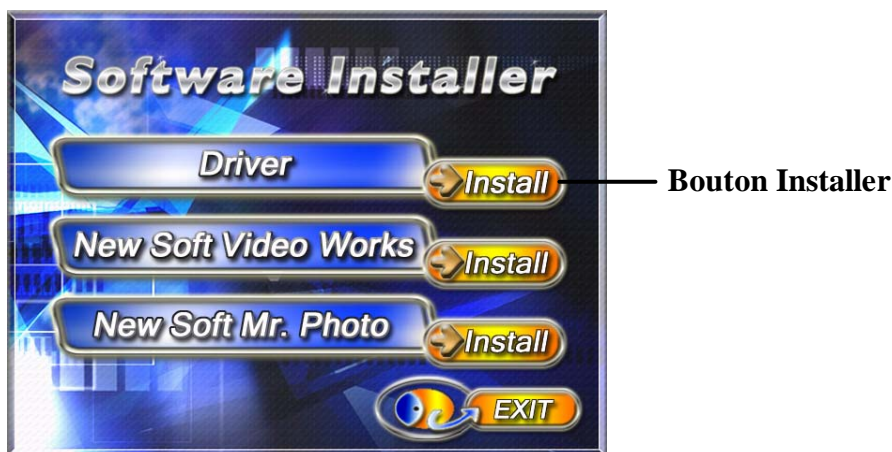 Software Installer
Driver
Install
Bouton Installer
New Soft Video Works
Install
New Soft Mr. Photo
Install
EXIT